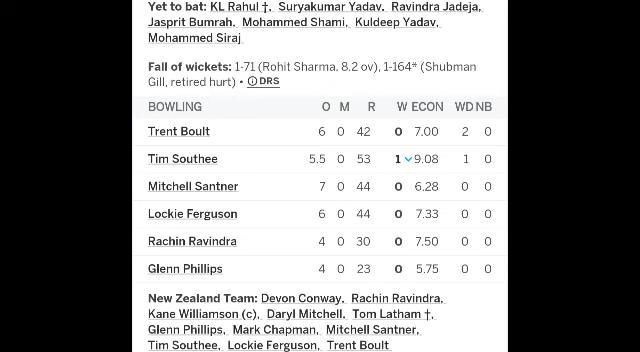 Yet to bat: KL Rahul †, Suryakumar Yadav, Ravindra Jadeja,
Jasprit Bumrah, Mohammed Shami, Kuldeep Yadav,
Mohammed Siraj
Fall of wickets: 1-71 (Rohit Sharma, 8.2 ov), 1-164* (Shubman
Gill, retired hurt) • DRS
BOWLING O M R W ECON WD NB
Trent Boult 6 0 42 0 7.00 2 0
Tim Southee 5.5 0 53 1 9.08 1 0
Mitchell Santner 7 0 44 0 6.28 0 0
Lockie Ferguson 6 0 44 0 7.33 0 0
Rachin Ravindra 4 0 30 0 7.50 0 0
Glenn Phillips 4 0 23 0 5.75 0 0
New Zealand Team: Devon Conway, Rachin Ravindra,
Kane Williamson (c), Daryl Mitchell, Tom Latham †,
Glenn Phillips, Mark Chapman, Mitchell Santner,
Tim Southee, Lockie Ferguson, Trent Boult